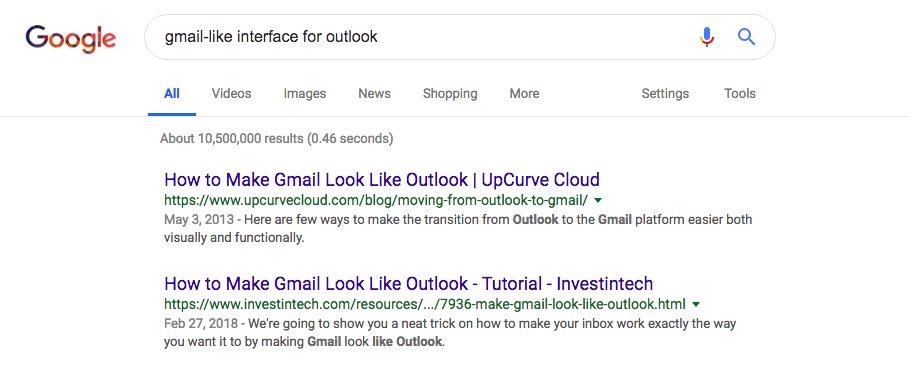 Google
gmail-like interface for outlook
All Videos Images News Shopping More Settings Tools
About 10,500,000 results (0.46 seconds)
How to Make Gmail Look Like Outlook | UpCurve Cloud
https://www.upcurvecloud.com/blog/moving-from-outlook-to-gmail/
May 3, 2013 - Here are few ways to make the transition from Outlook to the Gmail platform easier both
visually and functionally.
How to Make Gmail Look Like Outlook - Tutorial - Investintech
https://www.investintech.com/resources/.../7936-make-gmail-look-like-outlook.html
Feb 27, 2018 - We're going to show you a neat trick on how to make your inbox work exactly the way
you want it to by making Gmail look like Outlook.